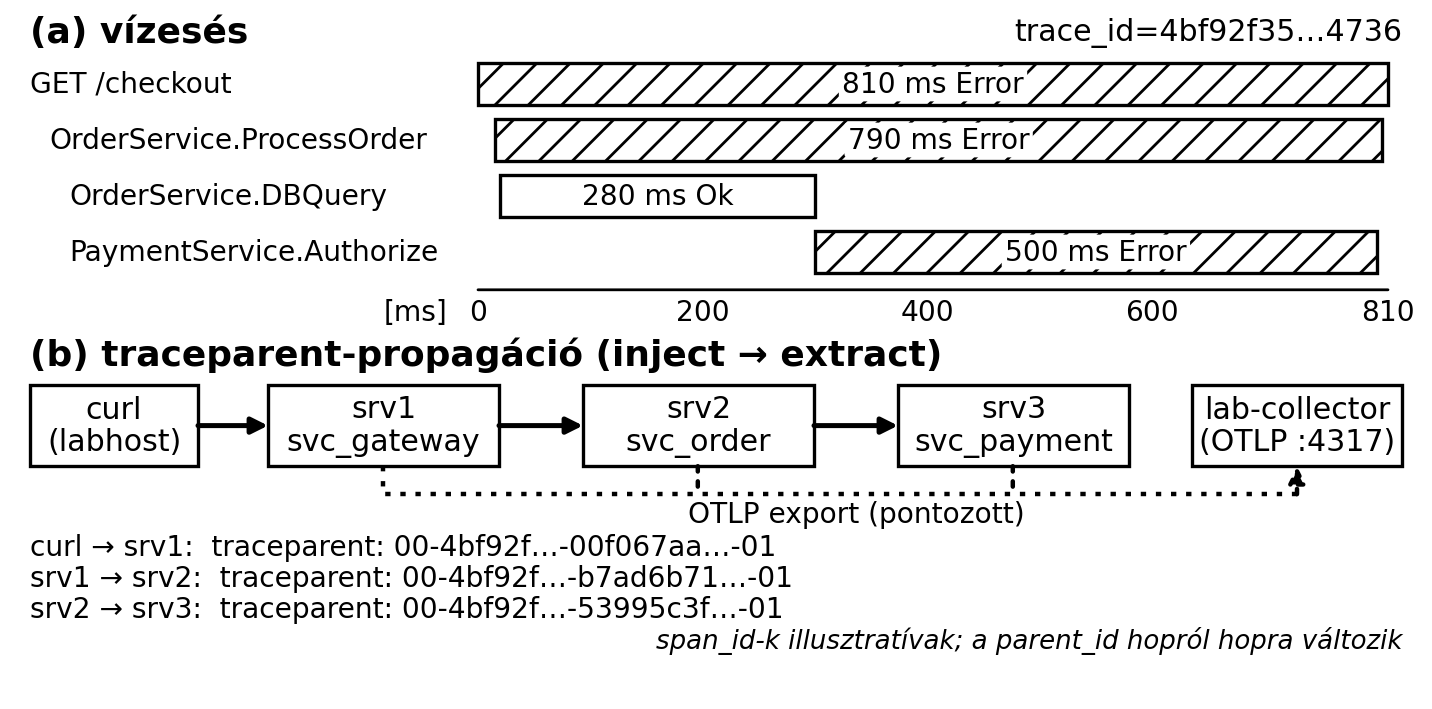 (a) vízesés
trace_id=4bf92f35…4736
GET /checkout
810 ms Error
OrderService.ProcessOrder
790 ms Error
OrderService.DBQuery
280 ms Ok
PaymentService.Authorize
500 ms Error
[ms] 0 200 400 600 810
(b) traceparent-propagáció (inject → extract)
curl
(labhost)
srv1
svc_gateway
srv2
svc_order
srv3
svc_payment
lab-collector
(OTLP :4317)
OTLP export (pontozott)
curl → srv1: traceparent: 00-4bf92f…-00f067aa…-01
srv1 → srv2: traceparent: 00-4bf92f…-b7ad6b71…-01
srv2 → srv3: traceparent: 00-4bf92f…-53995c3f…-01
span_id-k illusztratívak; a parent_id hopról hopra változik